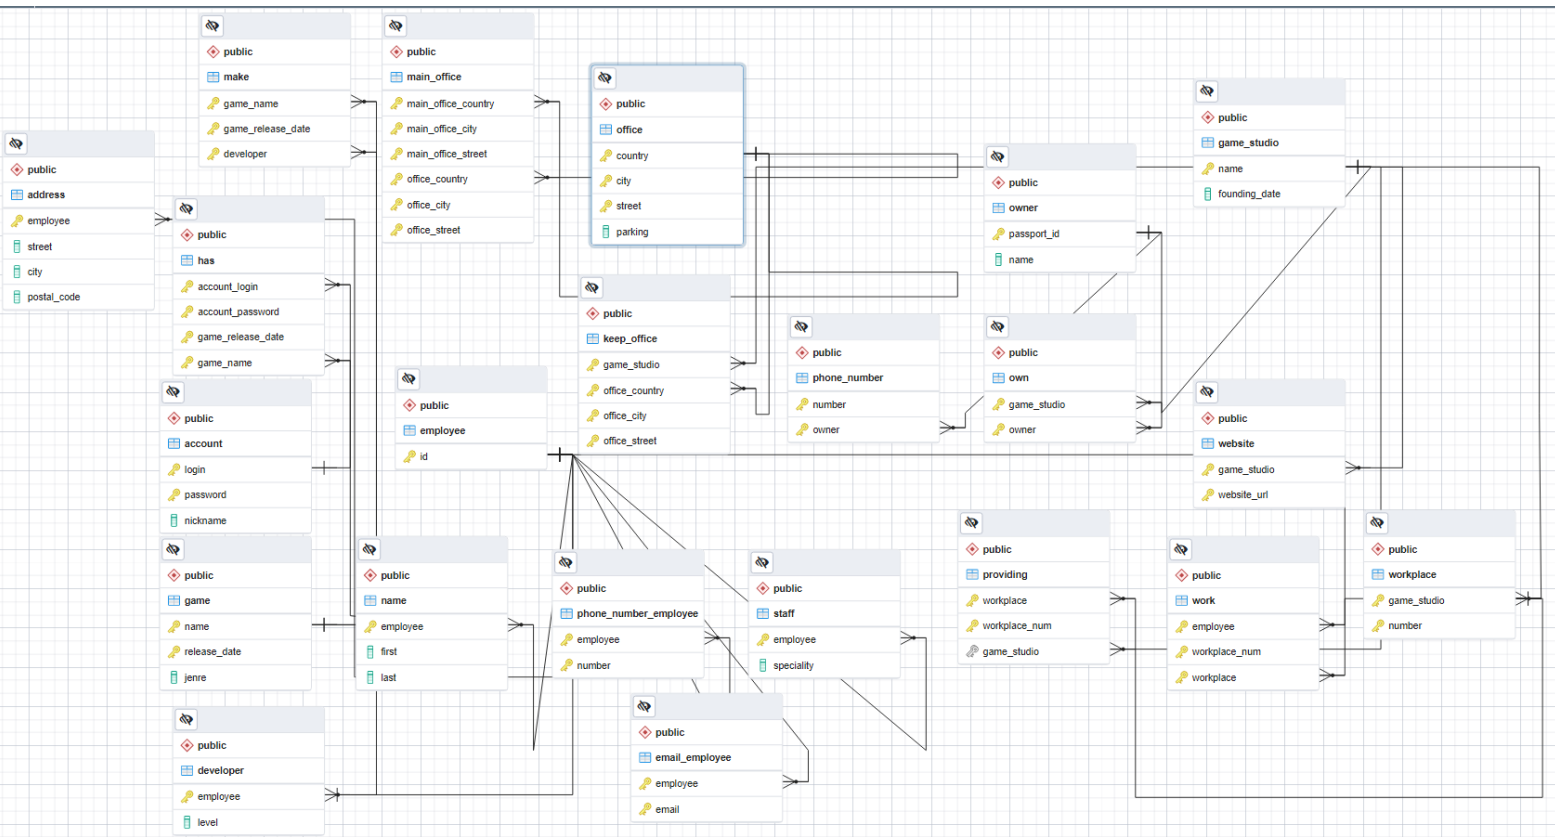 public
make
game_name
game_release_date
developer
public
main_office
main_office_country
main_office_city
main_office_street
office_country
office_city
office_street
public
office
country
city
street
parking
public
game_studio
name
founding_date
public
address
employee
street
city
postal_code
public
owner
passport_id
name
public
has
account_login
account_password
game_release_date
game_name
public
keep_office
game_studio
office_country
office_city
office_street
public
phone_number
number
owner
public
own
game_studio
owner
public
employee
id
public
account
login
password
nickname
public
website
game_studio
website_url
public
game
name
release_date
jenre
public
name
employee
first
last
public
phone_number_employee
employee
number
public
staff
employee
speciality
public
providing
workplace
workplace_num
game_studio
public
work
employee
workplace_num
workplace
public
workplace
game_studio
number
public
developer
employee
level
public
email_employee
employee
email